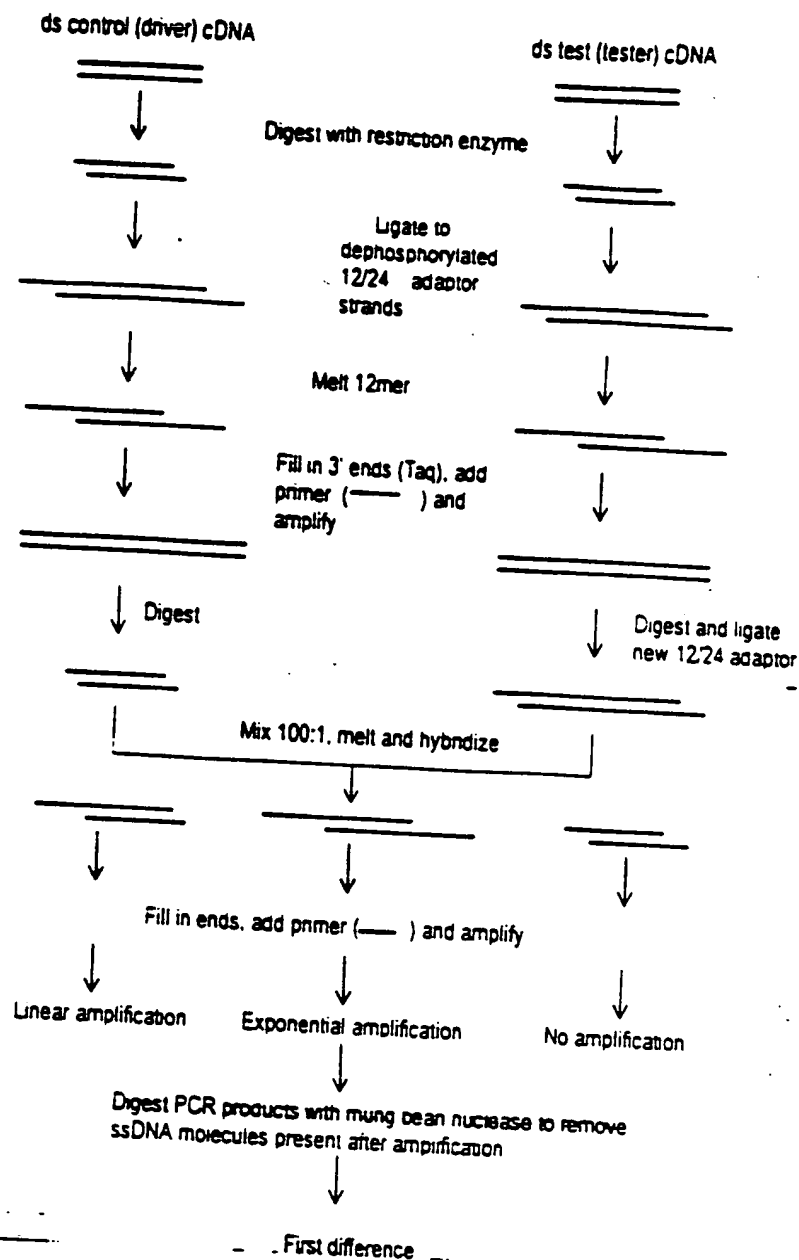 ds control (driver) cDNA
ds test (tester) cDNA
Digest with restriction enzyme
Ligate to
dephosphorylated
12/24 adaptor
strands
Melt 12mer
Fill in 3' ends (Taq), add
primer ( ) and
amplify
Digest
Digest and ligate
new 12/24 adaptor
Mix 100:1, melt and hybridize
Fill in ends, add primer ( ) and amplify
Linear amplification
Exponential amplification
No amplification
Digest PCR products with mung bean nuclease to remove
ssDNA molecules present after amplification
First difference